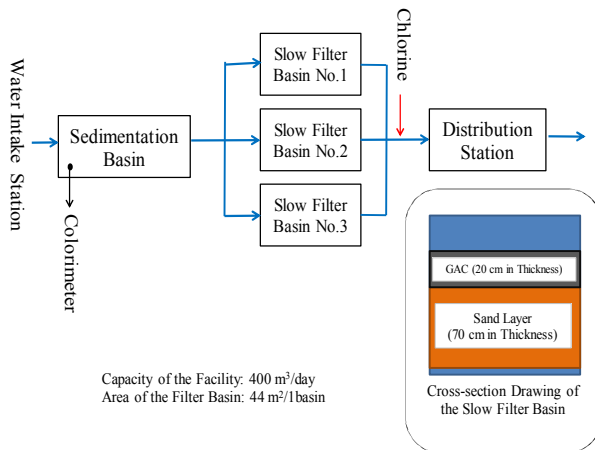 Water Intake Station
Sedimentation
Basin
Colorimeter
Slow Filter
Basin No.1
Slow Filter
Basin No.2
Slow Filter
Basin No.3
Chlorine
Distribution
Station
GAC (20 cm in Thickness)
Sand Layer
(70 cm in Thickness)
Cross-section Drawing of
the Slow Filter Basin
Capacity of the Facility: 400 m³/day
Area of the Filter Basin: 44 m²/1basin